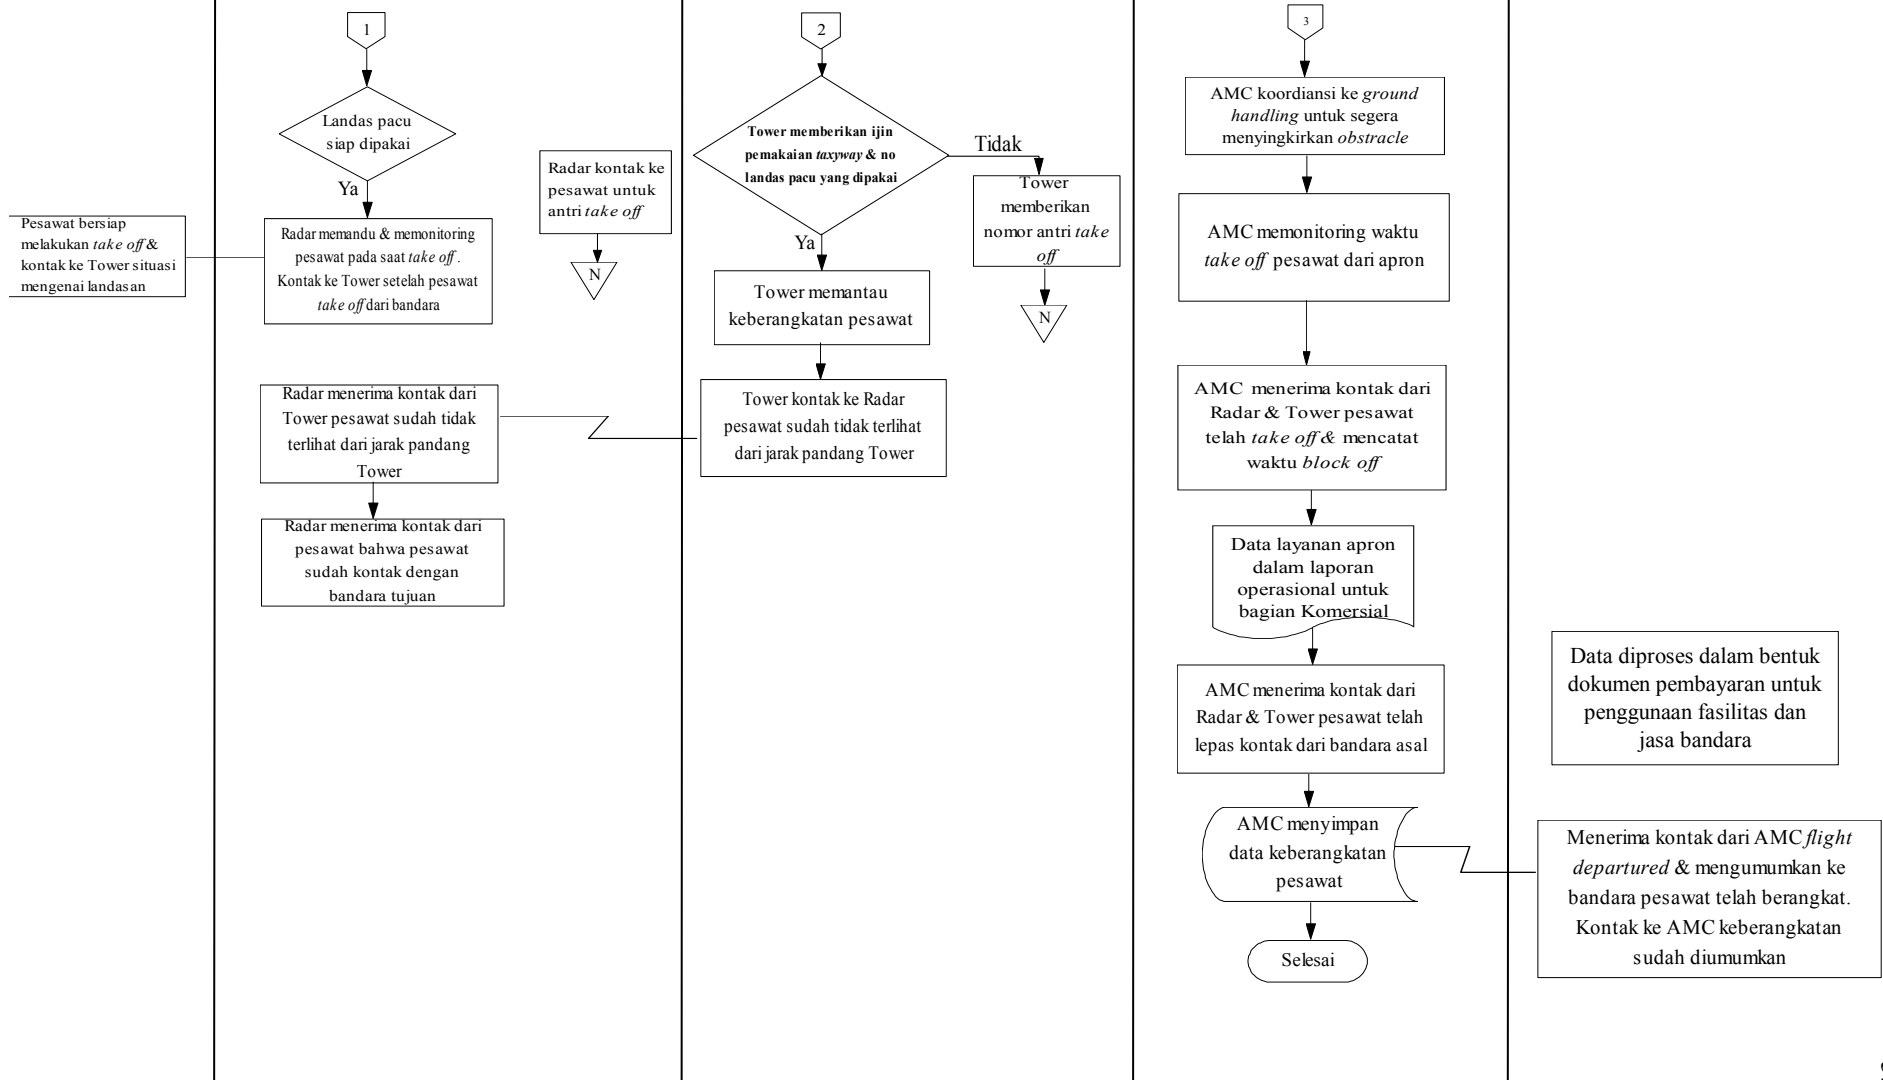 1
Landas pacu
siap dipakai
Ya
Pesawat bersiap
melakukan take off &
kontak ke Tower situasi
mengenai landasan
Radar memandu & memonitoring
pesawat pada saat take off .
Kontak ke Tower setelah pesawat
take off dari bandara
Radar kontak ke
pesawat untuk
antri take off
N
Radar menerima kontak dari
Tower pesawat sudah tidak
terlihat dari jarak pandang
Tower
Radar menerima kontak dari
pesawat bahwa pesawat
sudah kontak dengan
bandara tujuan
2
Tower memberikan ijin
pemakaian taxyway & no
landas pacu yang dipakai
Tidak
Tower
memberikan
nomor antri take
off
N
Ya
Tower memantau
keberangkatan pesawat
Tower kontak ke Radar
pesawat sudah tidak terlihat
dari jarak pandang Tower
3
AMC koordiansi ke ground
handling untuk segera
menyingkirkan obstracle
AMC memonitoring waktu
take off pesawat dari apron
AMC menerima kontak dari
Radar & Tower pesawat
telah take off & mencatat
waktu block off
Data layanan apron
dalam laporan
operasional untuk
bagian Komersial
AMC menerima kontak dari
Radar & Tower pesawat telah
lepas kontak dari bandara asal
AMC menyimpan
data keberangkatan
pesawat
Selesai
Data diproses dalam bentuk
dokumen pembayaran untuk
penggunaan fasilitas dan
jasa bandara
Menerima kontak dari AMC flight
departured & mengumumkan ke
bandara pesawat telah berangkat.
Kontak ke AMC keberangkatan
sudah diumumkan